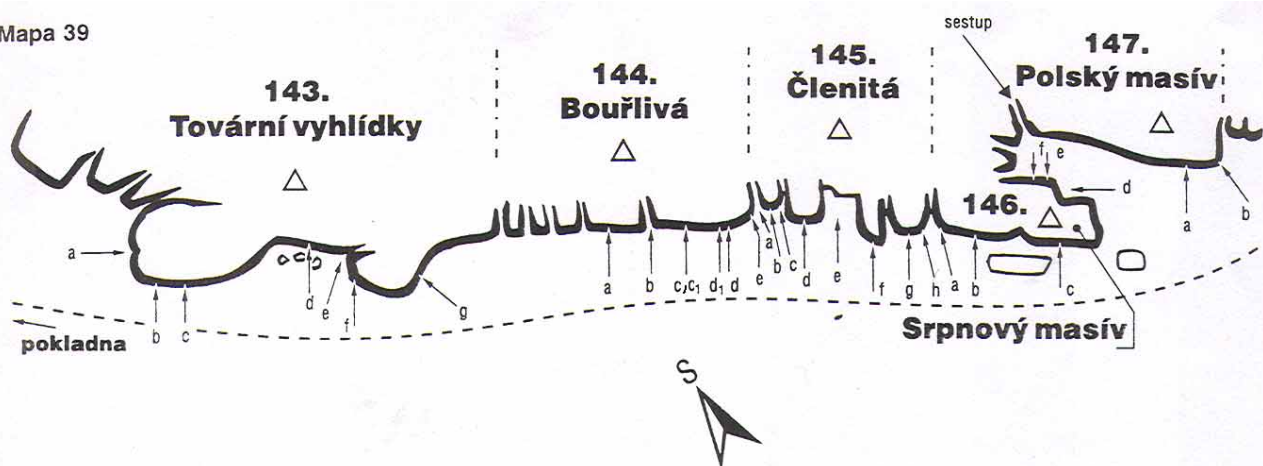 Mapa 39
143.
Tovární vyhlídky
144.
Bouřlivá
145.
Členitá
sestup
147.
Polský masív
146.
Srpnový masív
pokladna
a
b
c
d
e
f
g
a
b
c,c₁
d₁
d
e
a
b
c
d
e
f
g
h
a
b
c
d
e
f
a
b
S